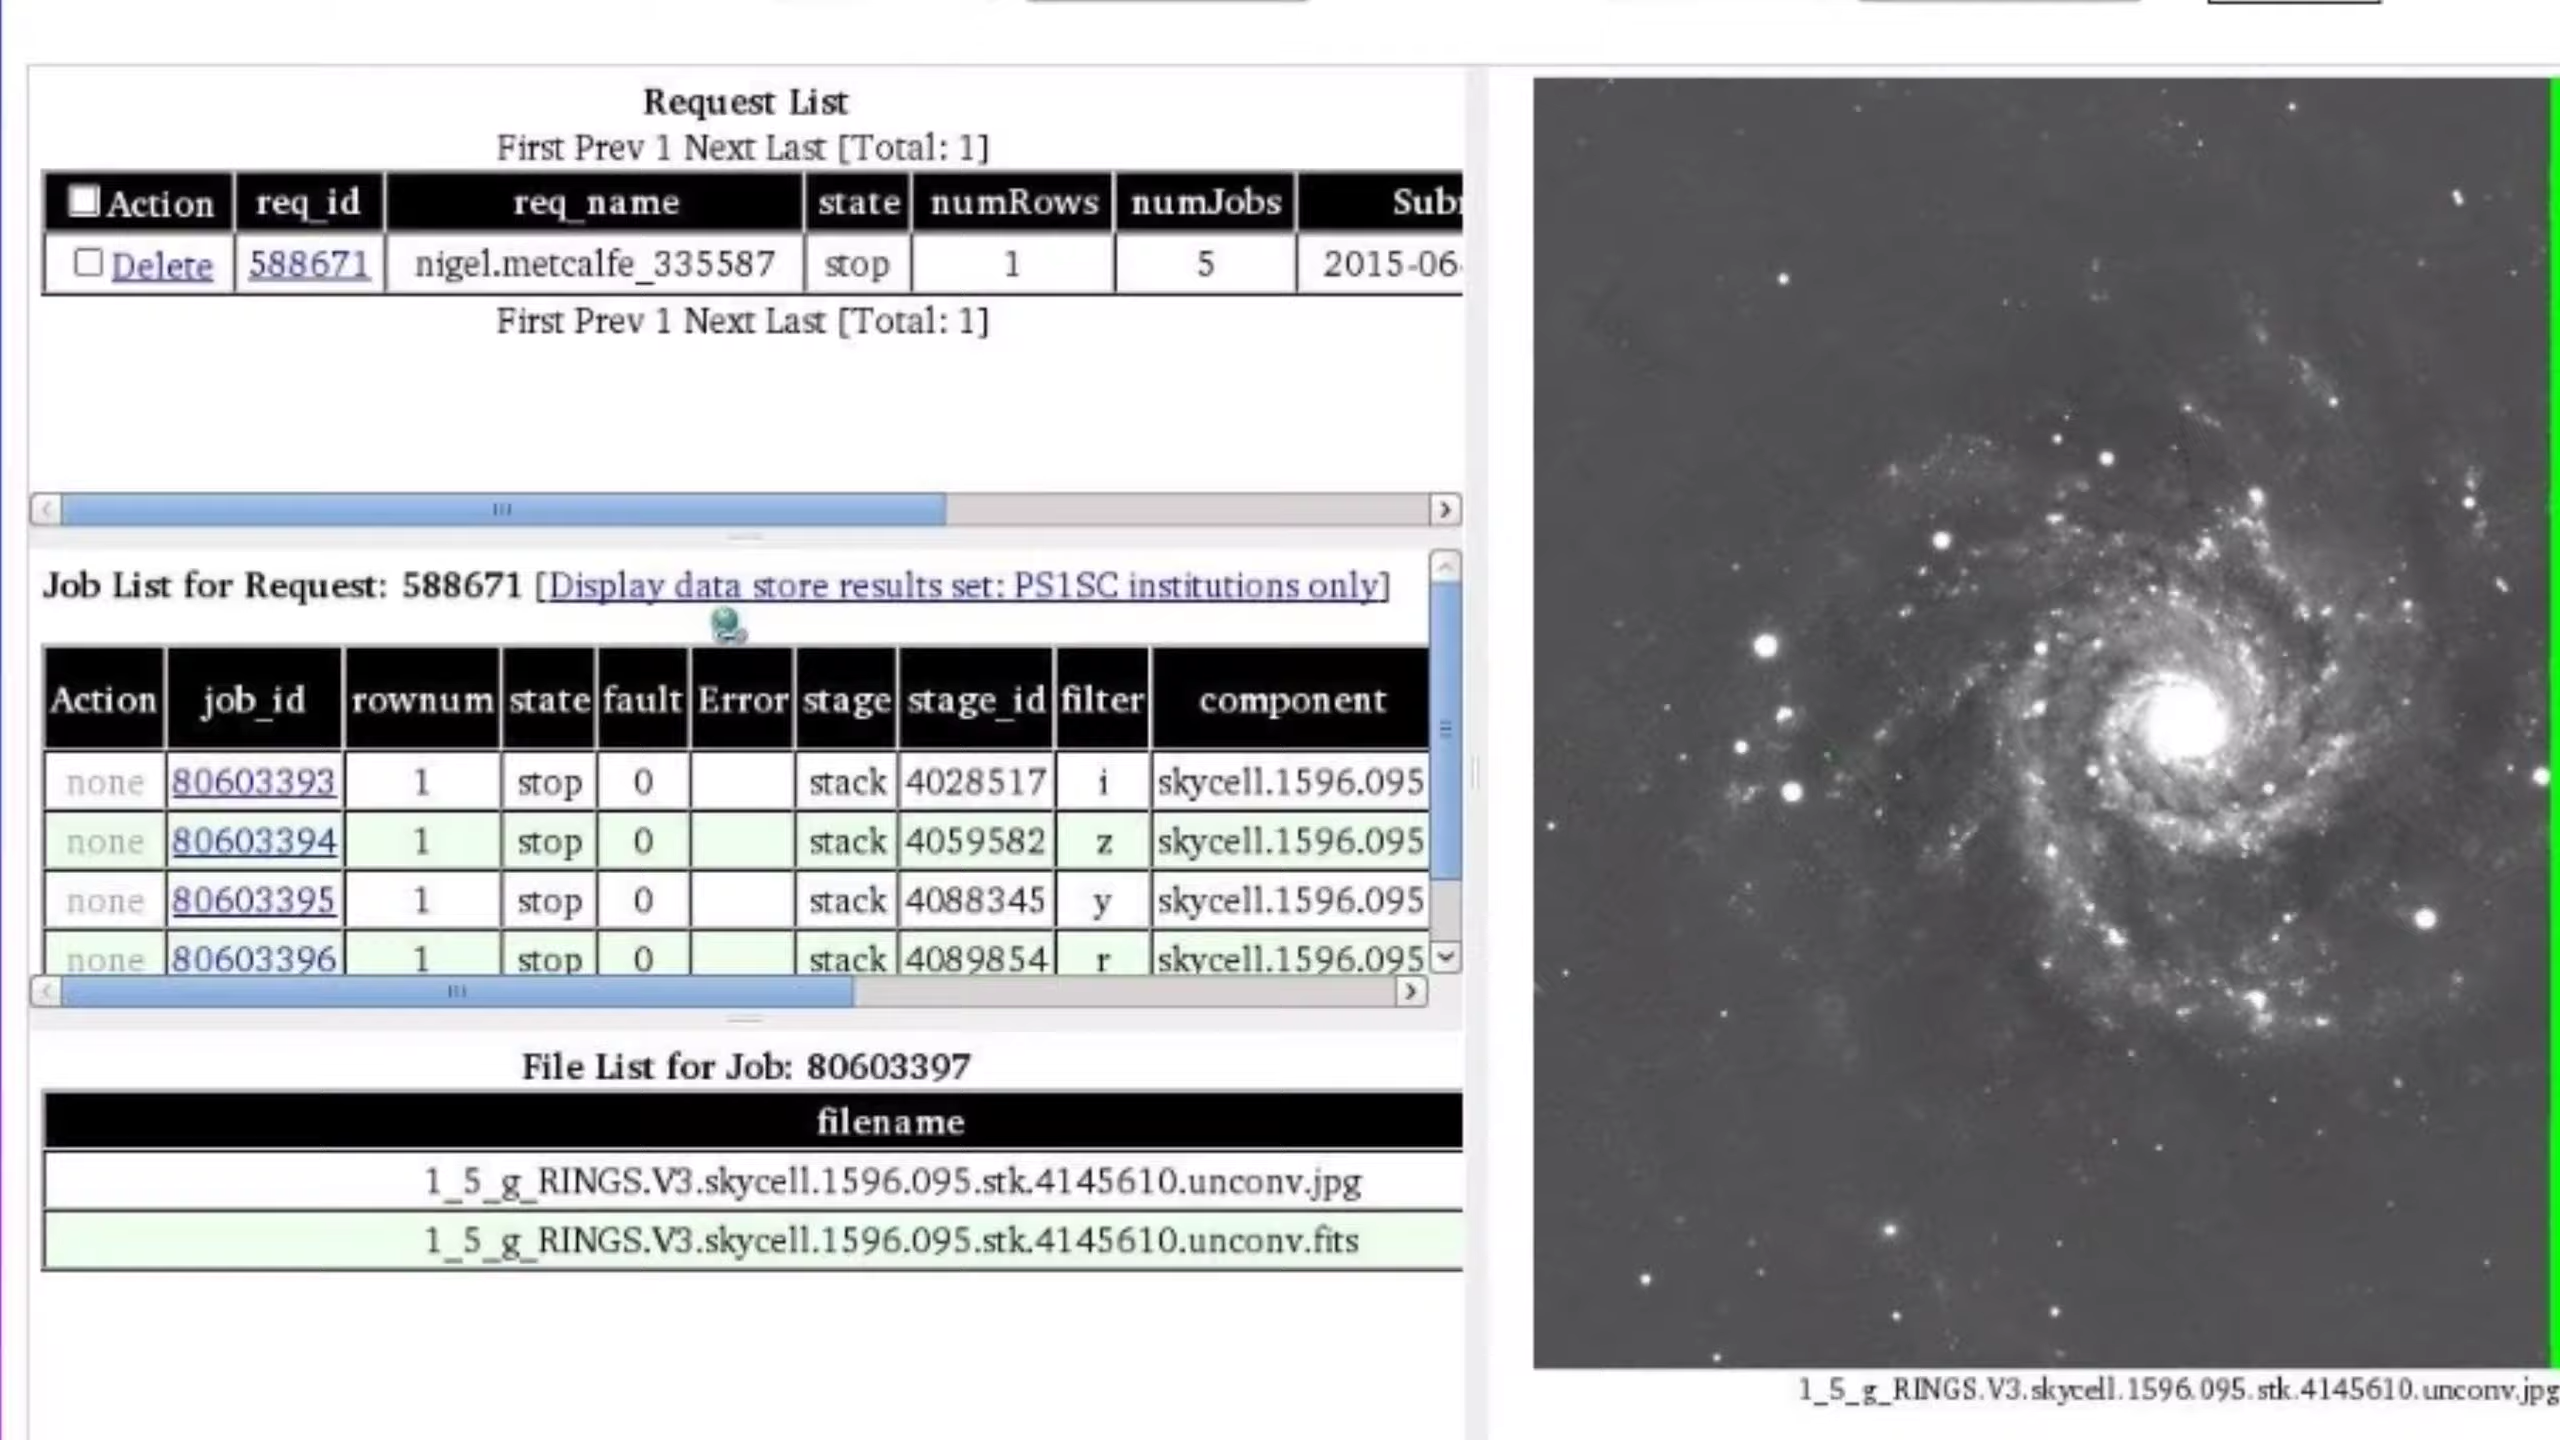 Request List
First Prev 1 Next Last [Total: 1]
Action req_id req_name state numRows numJobs
Delete 588671 nigel.metcalfe_335587 stop 1 5 2015-06-
First Prev 1 Next Last [Total: 1]
Job List for Request: 588671 [Display data store results set: PS1SC institutions only]
Action job_id rownum state fault Error stage stage_id filter component
none 80603393 1 stop 0 stack 4028517 i skycell.1596.095
none 80603394 1 stop 0 stack 4059582 z skycell.1596.095
none 80603395 1 stop 0 stack 4088345 y skycell.1596.095
none 80603396 1 stop 0 stack 4089854 r skycell.1596.095
File List for Job: 80603397
filename
1_5_g_RINGS.V3.skycell.1596.095.stk.4145610.unconv.jpg
1_5_g_RINGS.V3.skycell.1596.095.stk.4145610.unconv.fits
1_5_g_RINGS.V3.skycell.1596.095.stk.4145610.unconv.jpg